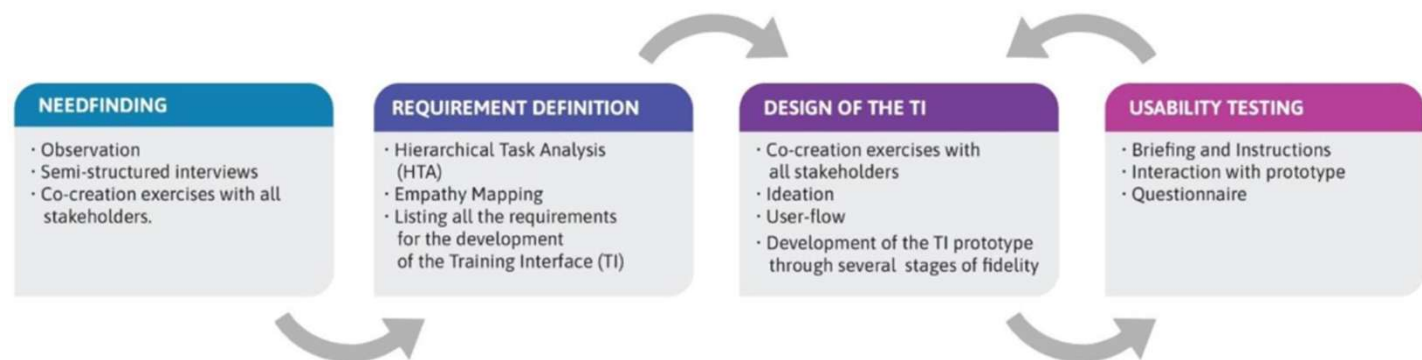 NEEDFINDING
· Observation
· Semi-structured interviews
· Co-creation exercises with all
stakeholders.
REQUIREMENT DEFINITION
· Hierarchical Task Analysis
(HTA)
· Empathy Mapping
· Listing all the requirements
for the development
of the Training Interface (TI)
DESIGN OF THE TI
· Co-creation exercises with
all stakeholders
· Ideation
· User-flow
· Development of the TI prototype
through several stages of fidelity
USABILITY TESTING
· Briefing and Instructions
· Interaction with prototype
· Questionnaire